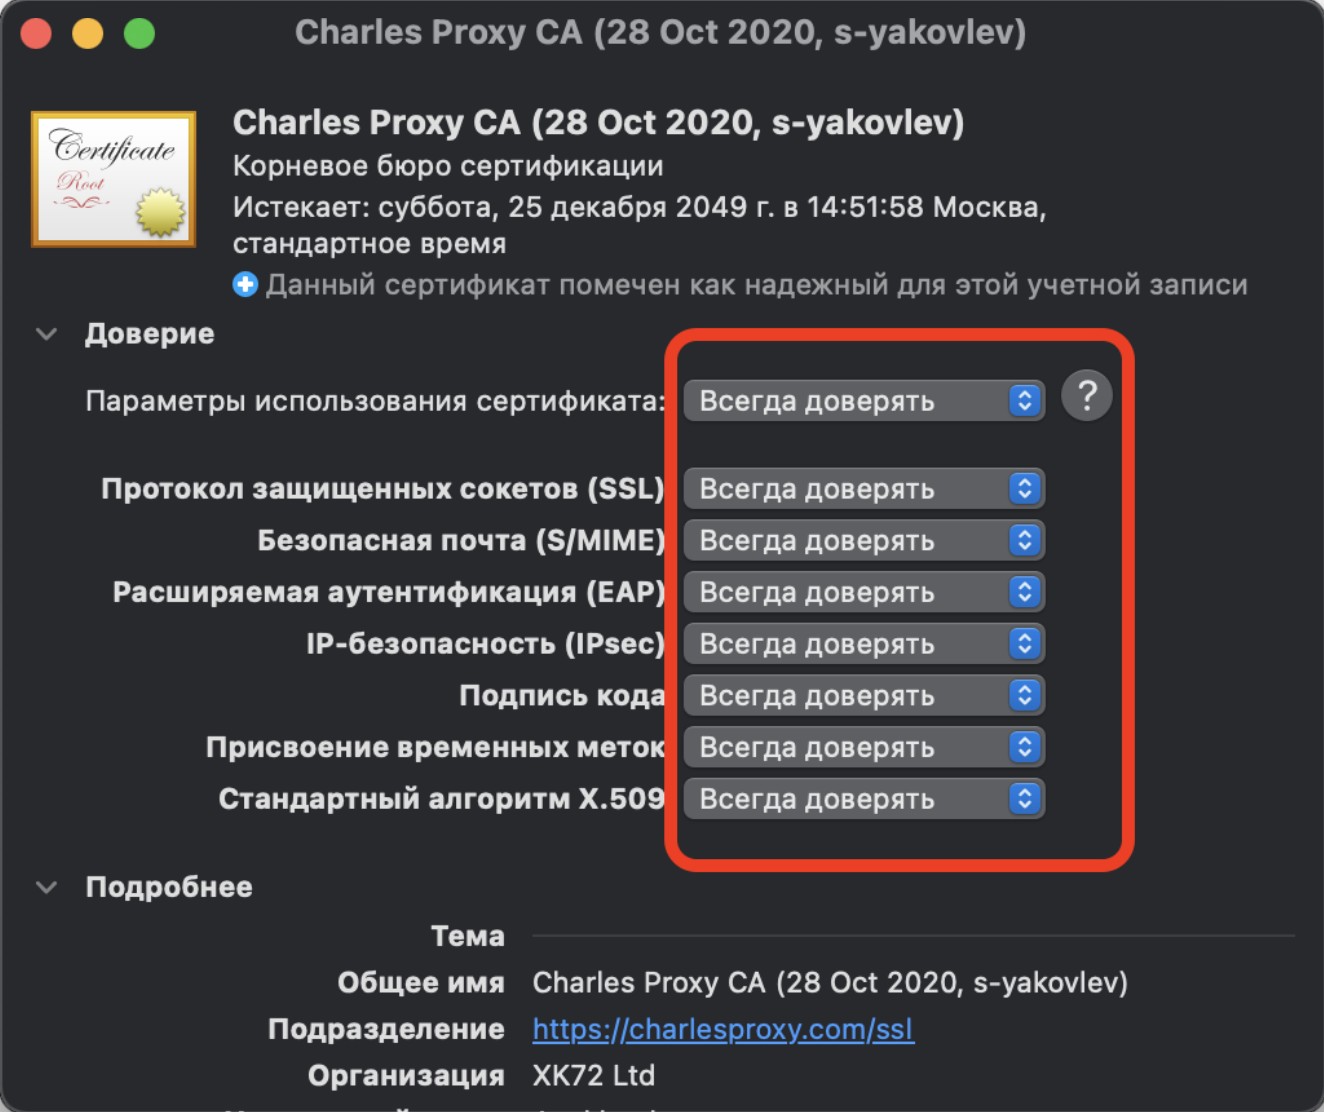 Charles Proxy CA (28 Oct 2020, s-yakovlev)
Certificate
Root
Charles Proxy CA (28 Oct 2020, s-yakovlev)
Корневое бюро сертификации
Истекает: суббота, 25 декабря 2049 г. в 14:51:58 Москва,
стандартное время
Данный сертификат помечен как надежный для этой учетной записи
Доверие
Параметры использования сертификата: Всегда доверять ?
Протокол защищенных сокетов (SSL) Всегда доверять
Безопасная почта (S/MIME) Всегда доверять
Расширяемая аутентификация (EAP) Всегда доверять
IP-безопасность (IPsec) Всегда доверять
Подпись кода Всегда доверять
Присвоение временных меток Всегда доверять
Стандартный алгоритм X.509 Всегда доверять
Подробнее
Тема
Общее имя Charles Proxy CA (28 Oct 2020, s-yakovlev)
Подразделение https://charlesproxy.com/ssl
Организация XK72 Ltd